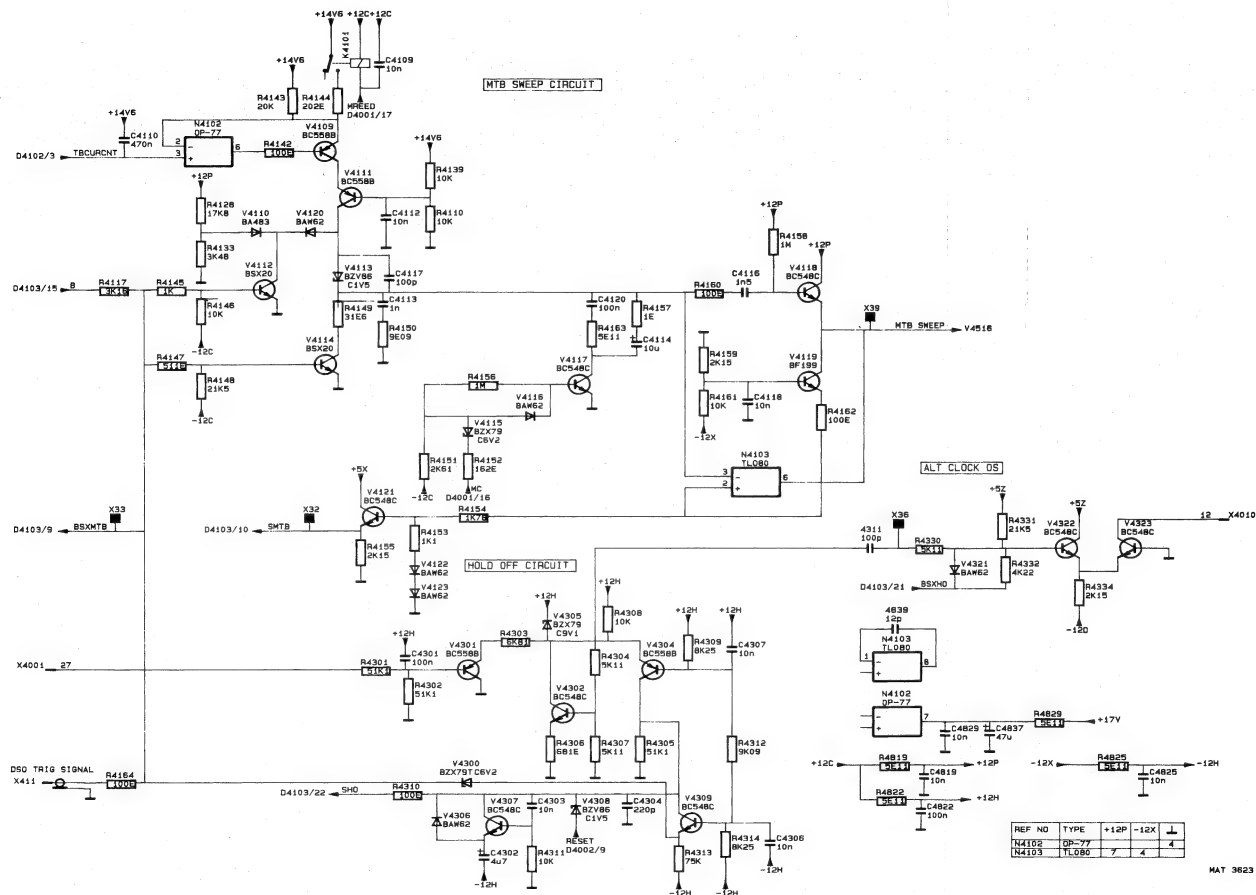 +14V6
+12C
+12C
K4101
C4109
10n
MTB SWEEP CIRCUIT
+14V6
R4143
20K
R4144
202E
MREED
D4001/17
+14V6
C4110
470n
N4102
OP-77
2
3
6
R4142
100E
V4109
BC558B
D4102/3
TBCURCNT
+14V6
R4139
10K
V4111
BC558B
C4112
10n
R4110
10K
+12P
R4128
17K8
V4110
BA483
V4120
BAW62
R4133
3K48
V4112
BSX20
V4113
BZV86
C1V5
C4117
100p
+12P
R4158
1M
+12P
V4118
BC548C
C4116
1n5
R4160
100E
D4103/15
B
R4117
3K16
R4145
1K
R4146
10K
-12C
R4149
31E6
C4113
1n
R4150
9E09
C4120
100n
R4157
1E
R4163
5E11
C4114
10u
X39
MTB SWEEP
V4516
V4114
BSX20
R4147
511E
R4148
21K5
-12C
V4117
BC548C
R4159
2K15
V4119
BF199
R4156
1M
V4116
BAW62
R4161
10K
C4118
10n
-12X
R4162
100E
V4115
BZX79
C6V2
R4151
2K61
R4152
162E
-12C
MC
D4001/16
N4103
TL080
3
2
6
ALT CLOCK DS
+5X
V4121
BC548C
X33
D4103/9
BSXMTB
X32
D4103/10
SMTB
R4154
1K78
R4155
2K15
R4153
1K1
V4122
BAW62
V4123
BAW62
+5Z
R4331
21K5
+5Z
V4322
BC548C
V4323
BC548C
12
X4010
4311
100p
X36
R4330
5K11
V4321
BAW62
R4332
4K22
D4103/21
BSXHO
R4334
2K15
-12D
HOLD OFF CIRCUIT
+12H
R4308
10K
V4305
BZX79
C9V1
+12H
+12H
R4303
6K81
V4301
BC558B
+12H
C4301
100n
R4304
5K11
V4304
BC558B
R4309
8K25
C4307
10n
X4001
27
R4301
51K1
R4302
51K1
V4302
BC548C
R4306
681E
R4307
5K11
R4305
51K1
R4312
9K09
4839
12p
N4103
TL080
1
8
N4102
OP-77
7
C4829
10n
C4837
47u
R4829
5E11
+17V
DSO TRIG SIGNAL
X411
R4164
100E
V4300
BZX79TC6V2
D4103/22
SHO
R4310
100E
V4306
BAW62
V4307
BC548C
C4303
10n
V4308
BZV86
C1V5
C4304
220p
V4309
BC548C
RESET
D4002/9
C4302
4u7
-12H
R4311
10K
R4313
75K
-12H
R4314
8K25
-12H
C4306
10n
-12H
+12C
R4819
5E11
+12P
C4819
10n
R4822
5E11
+12H
C4822
100n
-12X
R4825
5E11
-12H
C4825
10n
REF NO TYPE +12P -12X ⊥
N4102 OP-77 4
N4103 TL080 7 4
MAT 3623